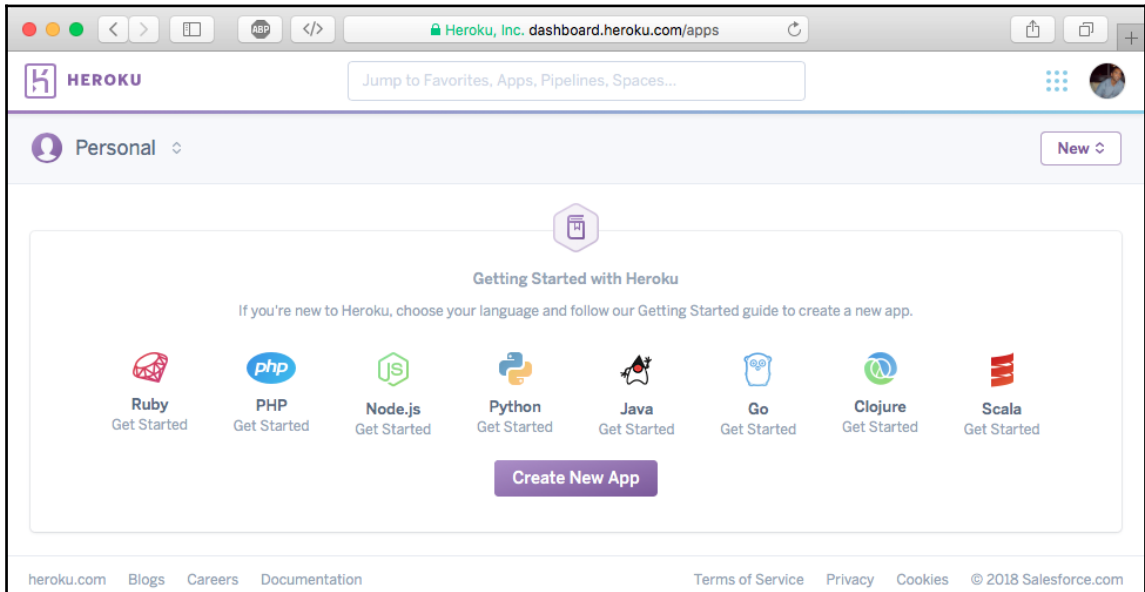 ABP </> Heroku, Inc. dashboard.heroku.com/apps
HEROKU Jump to Favorites, Apps, Pipelines, Spaces...
Personal New
Getting Started with Heroku
If you're new to Heroku, choose your language and follow our Getting Started guide to create a new app.
php JS
Ruby PHP Node.js Python Java Go Clojure Scala
Get Started Get Started Get Started Get Started Get Started Get Started Get Started Get Started
Create New App
heroku.com Blogs Careers Documentation Terms of Service Privacy Cookies © 2018 Salesforce.com